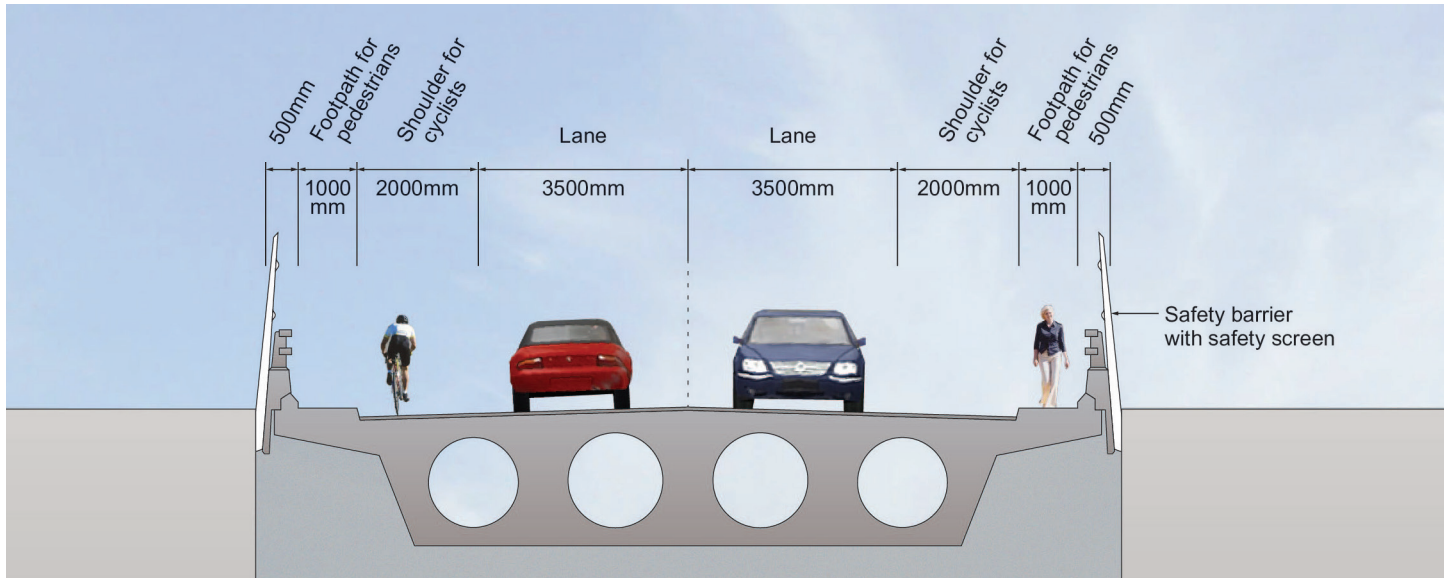 500mm
Footpath for
pedestrians
Shoulder for
cyclists
Lane
Lane
Shoulder for
cyclists
Footpath for
pedestrians
500mm
1000
mm
2000mm
3500mm
3500mm
2000mm
1000
mm
Safety barrier
with safety screen